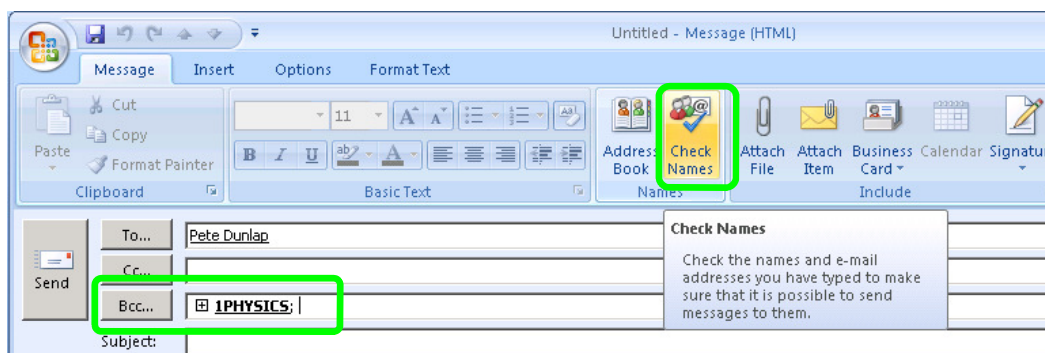 Untitled - Message (HTML)
Message Insert Options Format Text
Cut
Copy
Format Painter
Paste
Clipboard
11
A A
B I U ab A
Basic Text
Address Book
Check Names
Names
Attach File
Attach Item
Business Card
Calendar
Signatu
Include
Send
To... Pete Dunlap
Cc...
Bcc... 1PHYSICS;
Subject:
Check Names
Check the names and e-mail
addresses you have typed to make
sure that it is possible to send
messages to them.